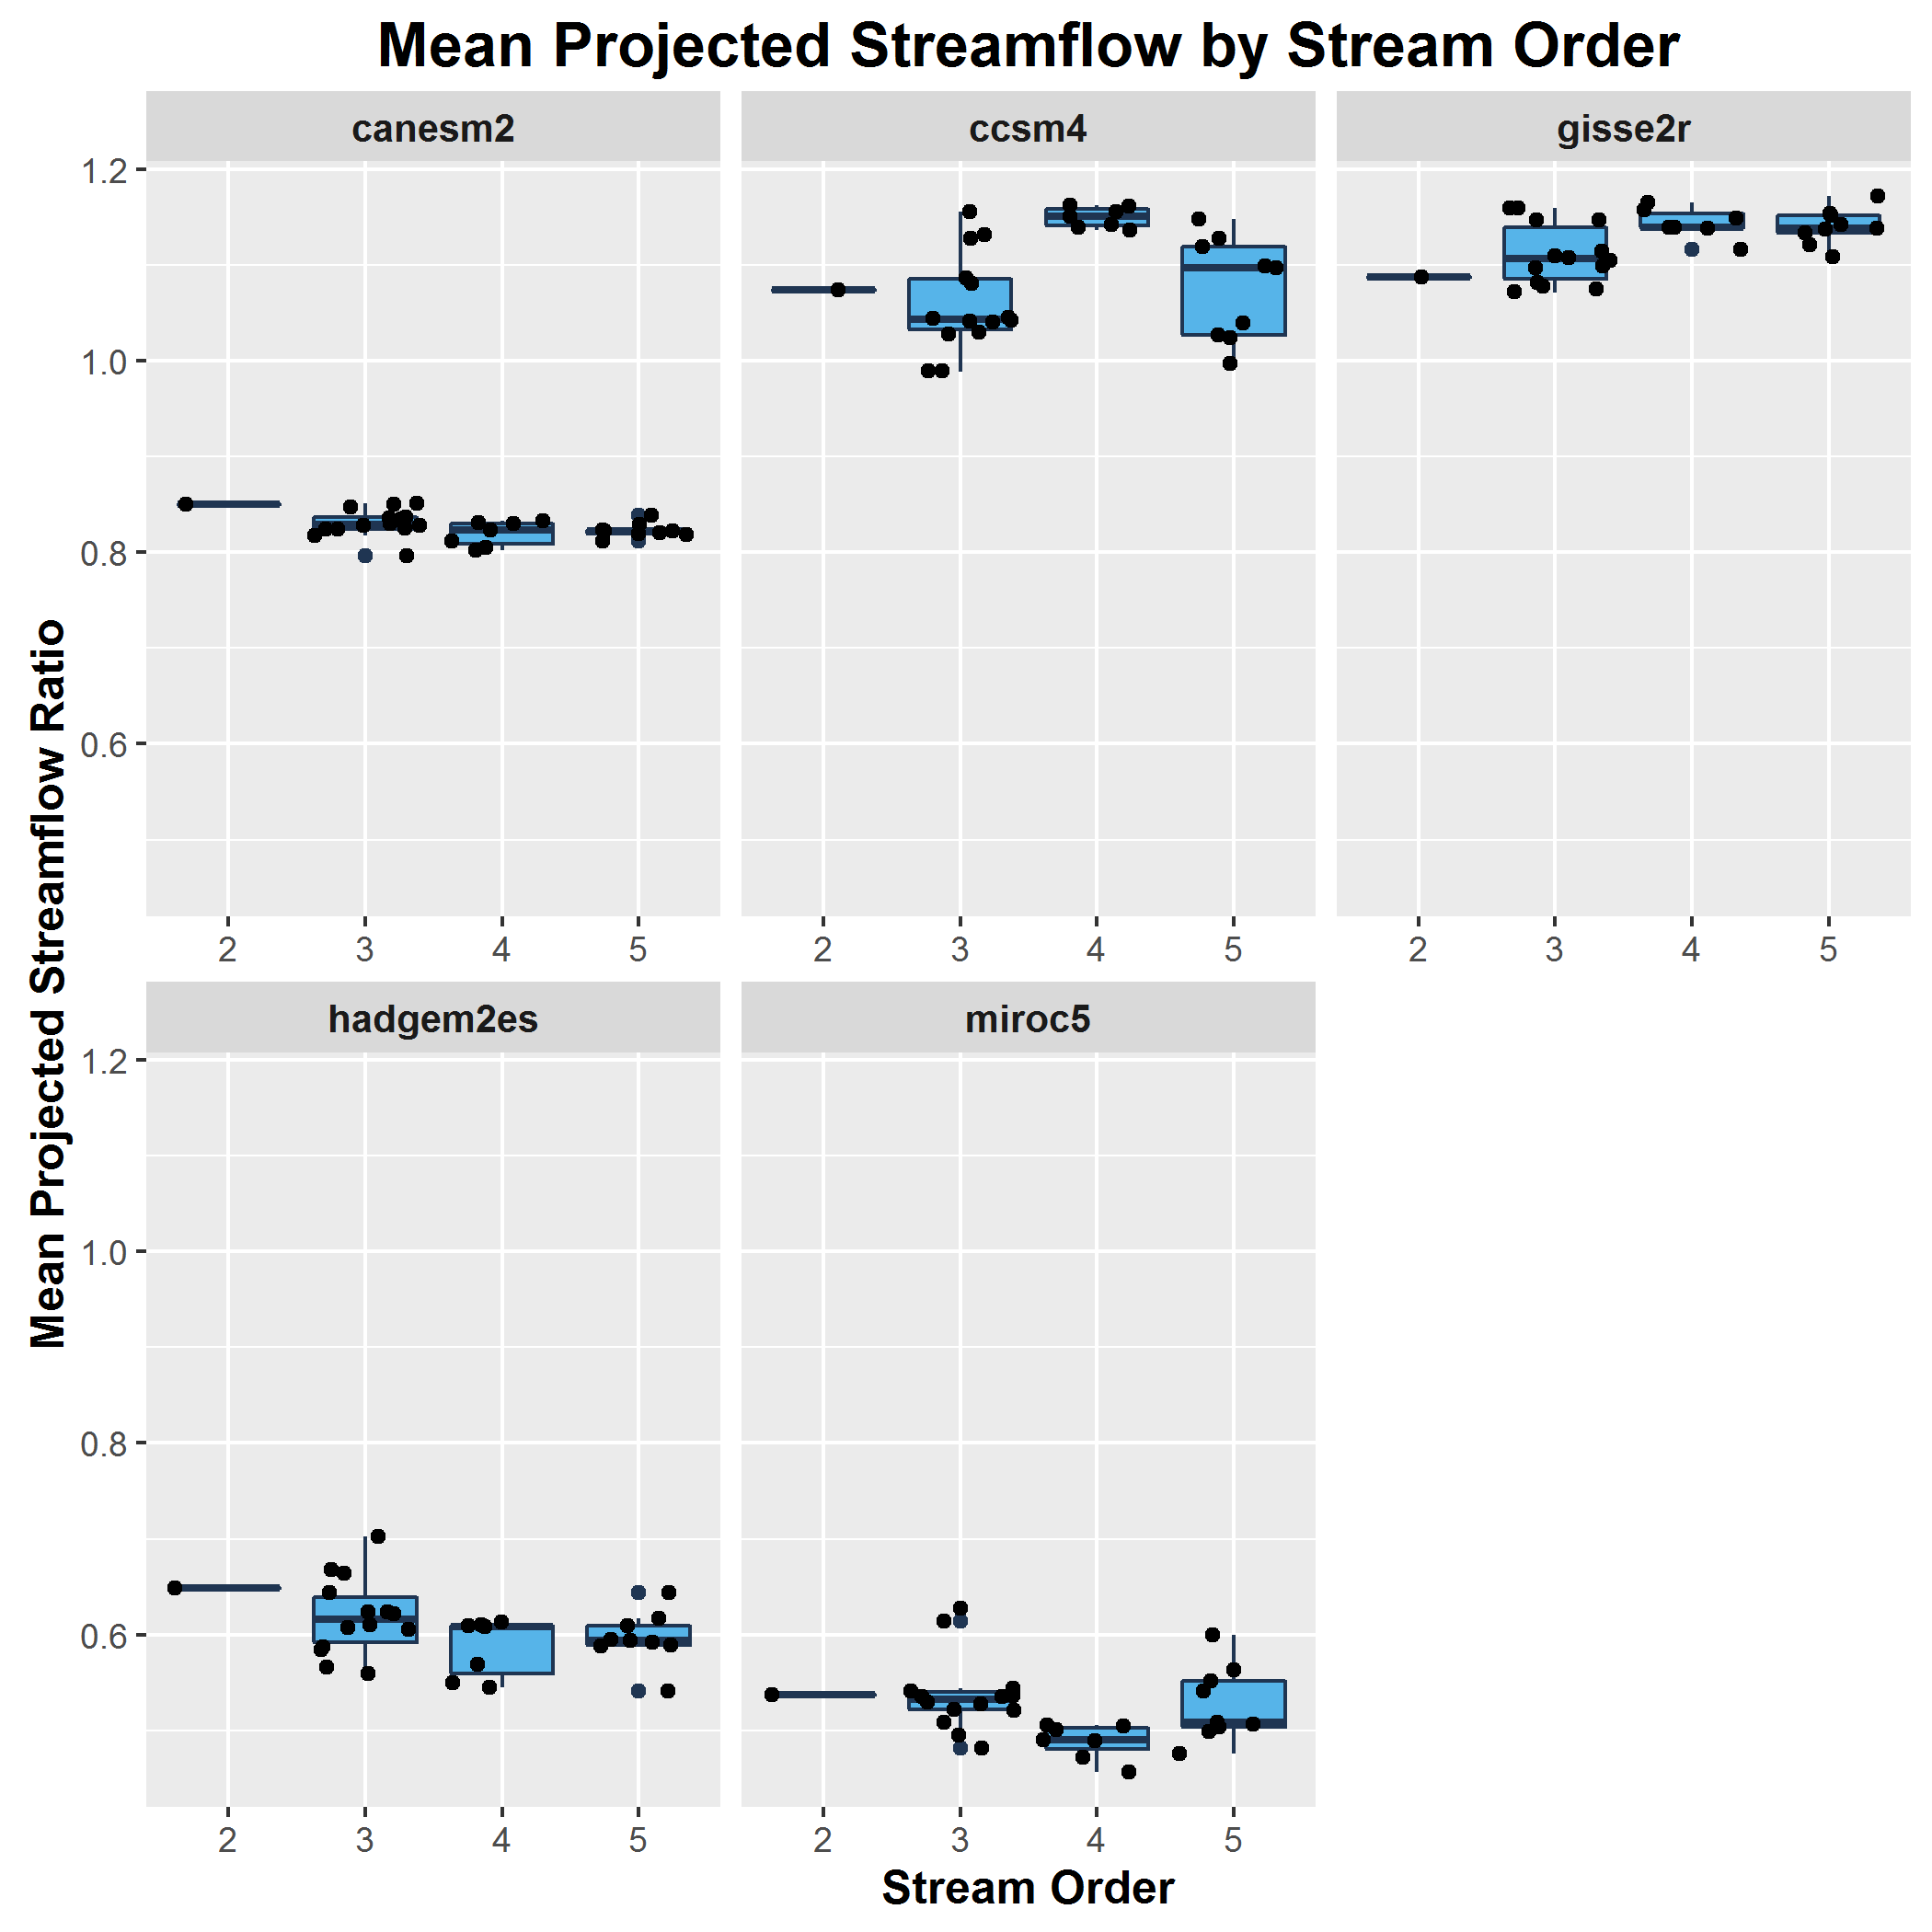 Mean Projected Streamflow by Stream Order
canesm2
ccsm4
gisse2r
1.2
1.0
0.8
0.6
2 3 4 5
2 3 4 5
2 3 4 5
Mean Projected Streamflow Ratio
hadgem2es
miroc5
1.2
1.0
0.8
0.6
2 3 4 5
2 3 4 5
Stream Order